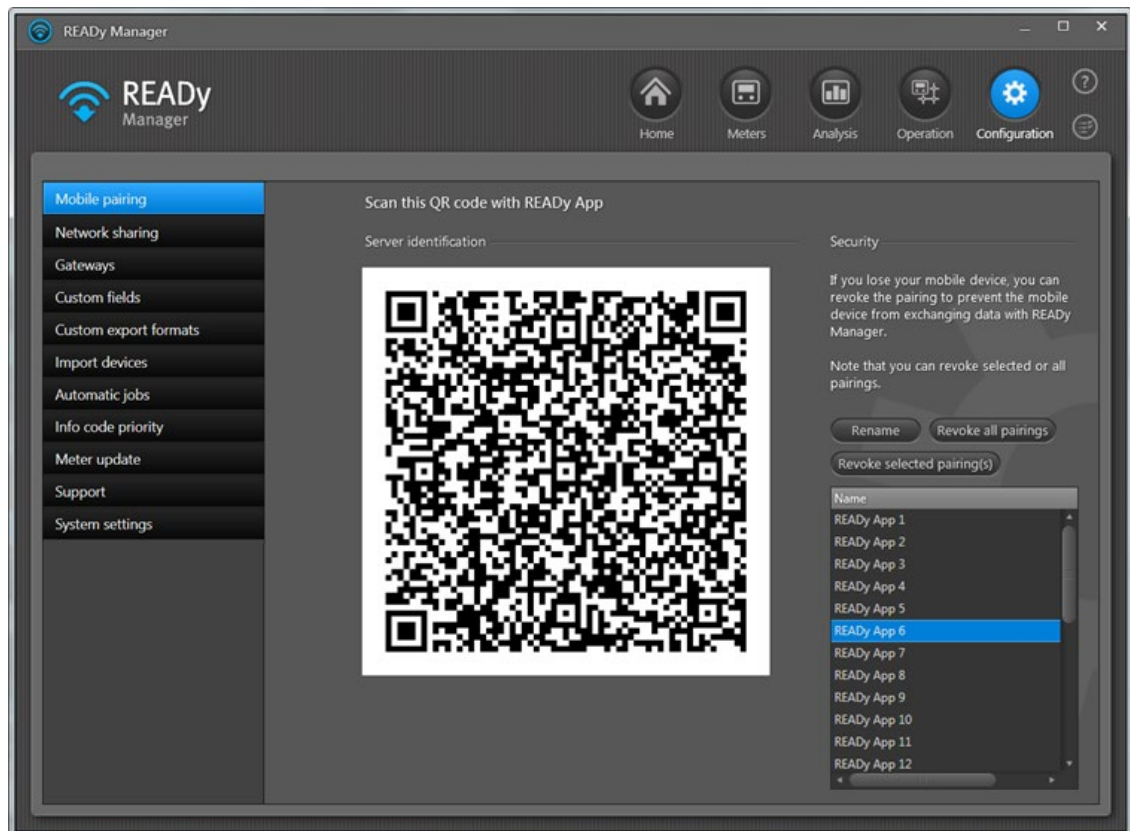 READy Manager
READy
Manager
Home
Meters
Analysis
Operation
Configuration
Mobile pairing
Network sharing
Gateways
Custom fields
Custom export formats
Import devices
Automatic jobs
Info code priority
Meter update
Support
System settings
Scan this QR code with READy App
Server identification
Security
If you lose your mobile device, you can
revoke the pairing to prevent the mobile
device from exchanging data with READy
Manager.
Note that you can revoke selected or all
pairings.
Rename
Revoke all pairings
Revoke selected pairing(s)
Name
READy App 1
READy App 2
READy App 3
READy App 4
READy App 5
READy App 6
READy App 7
READy App 8
READy App 9
READy App 10
READy App 11
READy App 12